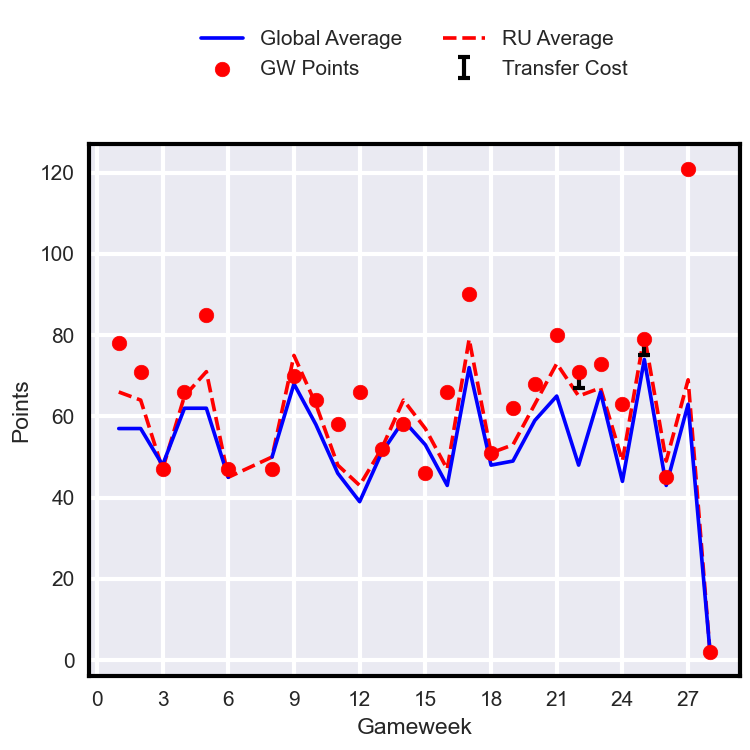 Global Average
RU Average
GW Points
Transfer Cost
120
100
80
60
40
20
0
Points
0 3 6 9 12 15 18 21 24 27
Gameweek